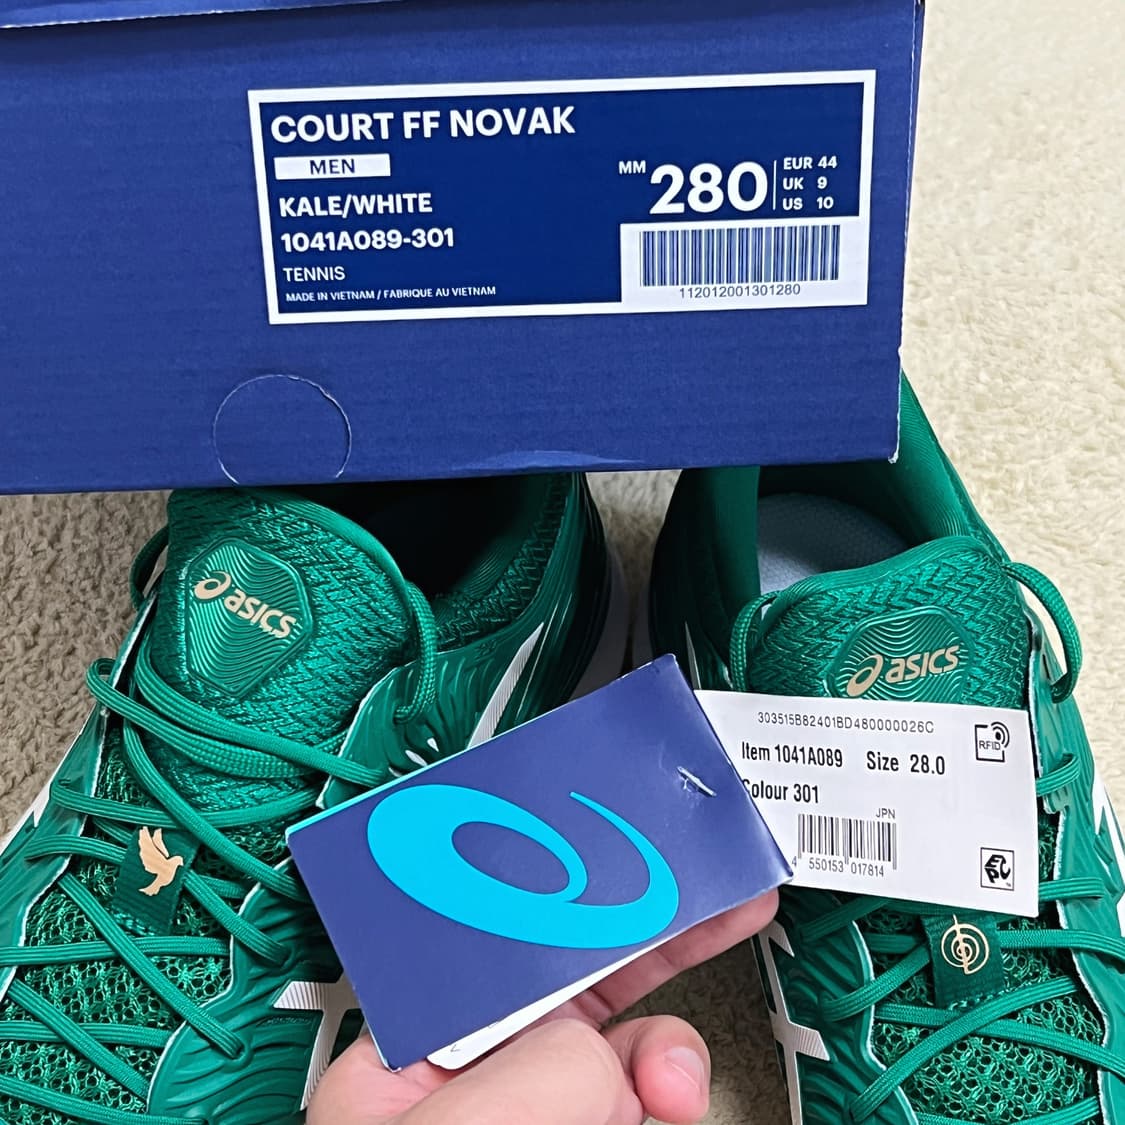 COURT FF NOVAK
MEN
KALE/WHITE
1041A089-301
TENNIS
MADE IN VIETNAM / FABRIQUE AU VIETNAM
MM 280
EUR 44
UK 9
US 10
112012001301280
asics
asics
303515B82401BD480000026C
RFID
Item 1041A089 Size 28.0
Colour 301
JPN
4 550153 017814
EPC